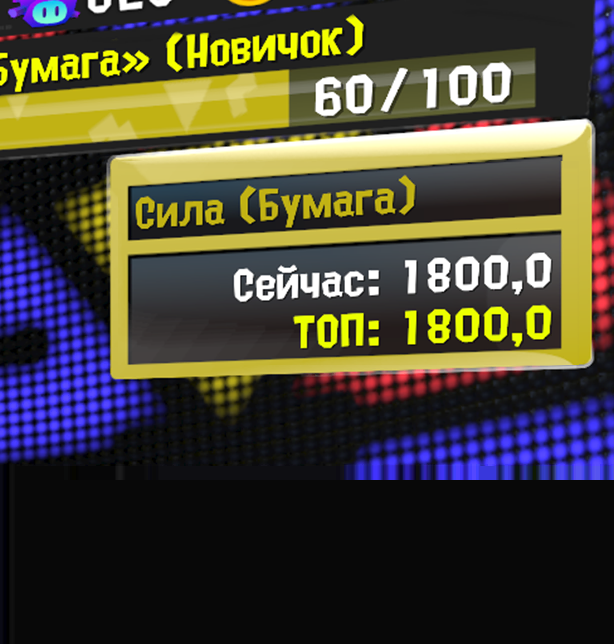 Бумага» (Новичок)
60/100
Сила (Бумага)
Сейчас: 1800,0
ТОП: 1800,0